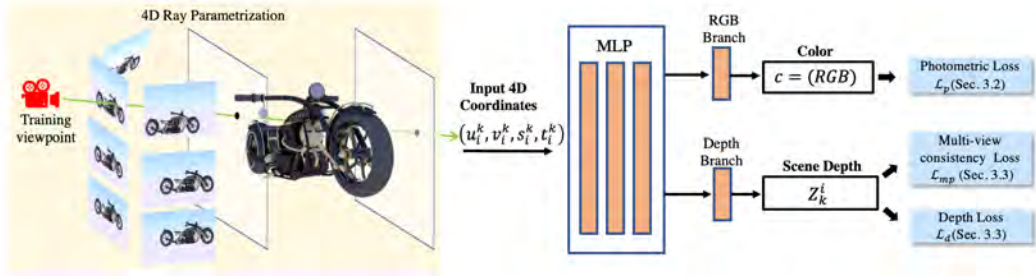 4D Ray Parametrization
Training
viewpoint
Input 4D
Coordinates
(u_i^k, v_i^k, s_i^k, t_i^k)
MLP
RGB
Branch
Color
c = (RGB)
Photometric Loss
ℒ_p(Sec. 3.2)
Depth
Branch
Scene Depth
Z_k^i
Multi-view
consistency Loss
ℒ_mp (Sec. 3.3)
Depth Loss
ℒ_d(Sec. 3.3)